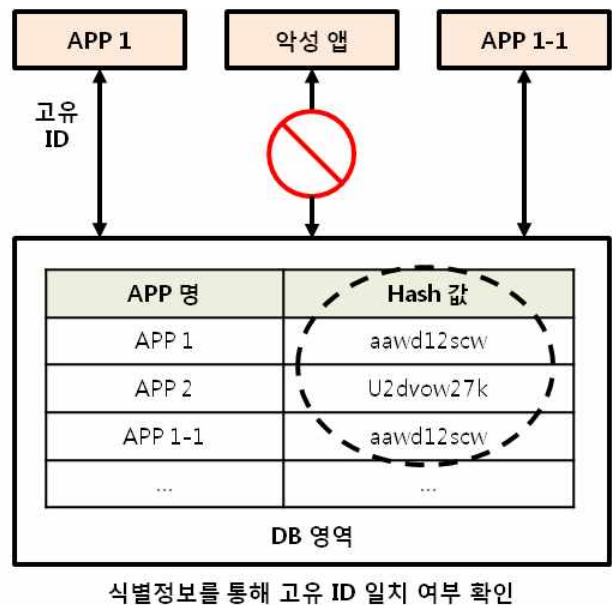 APP 1
악성 앱
APP 1-1
고유
ID
APP 명 Hash 값
APP 1 aawd12scw
APP 2 U2dvow27k
APP 1-1 aawd12scw
... ...
DB 영역
식별정보를 통해 고유 ID 일치 여부 확인